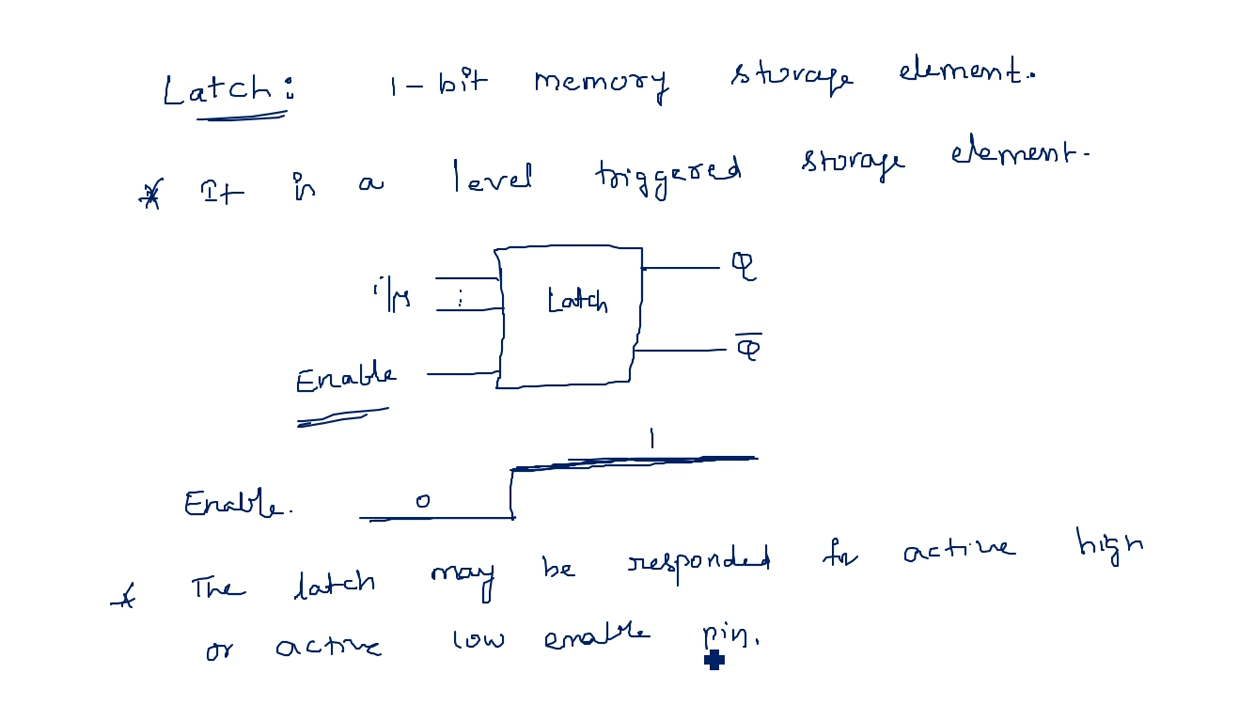 Latch: 1-bit memory storage element.
* It is a level triggered storage element.
Q
i/p
Latch
Q̅
Enable
1
Enable. 0
* The latch may be responded for active high
or active low enable pin.